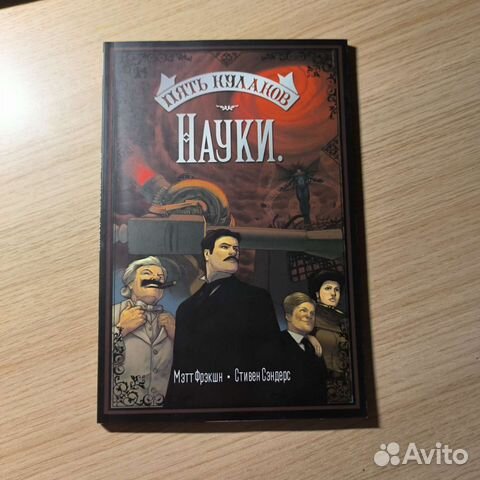 Пять кулаков
Науки.
Мэтт Фрэкшн • Стивен Сэндерс
Avito